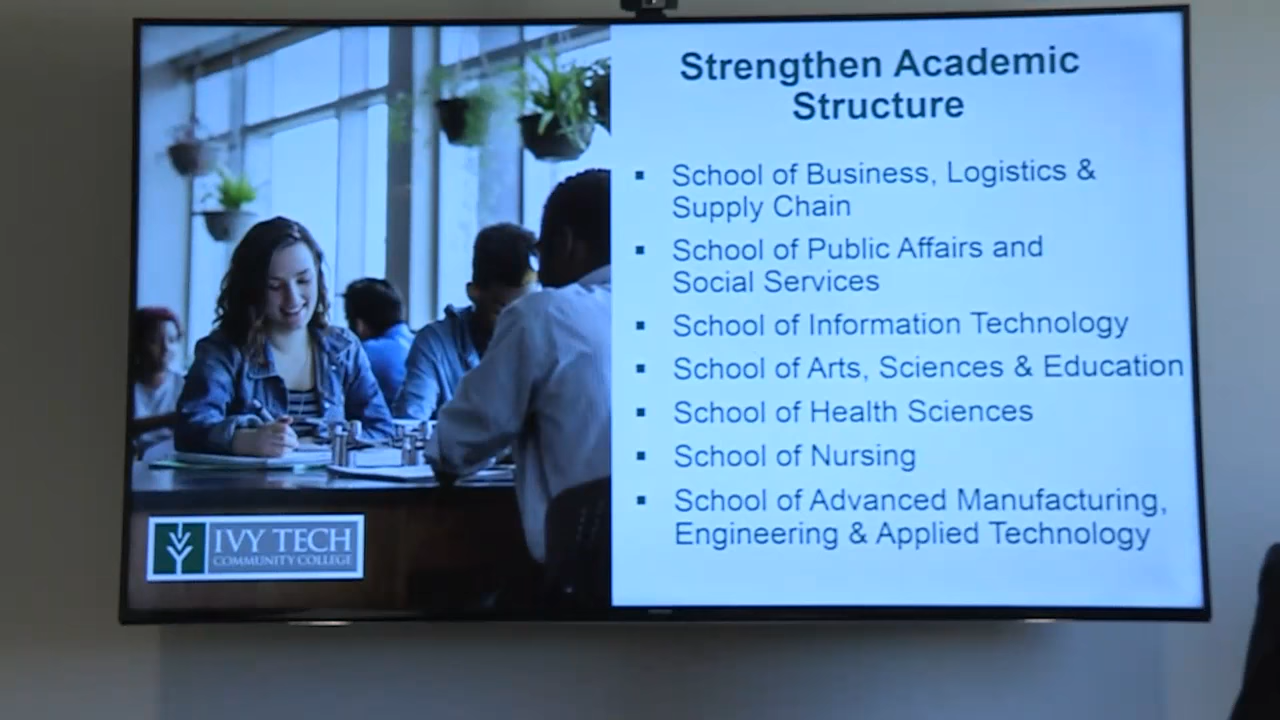 Strengthen Academic
Structure
▪ School of Business, Logistics &
Supply Chain
▪ School of Public Affairs and
Social Services
▪ School of Information Technology
▪ School of Arts, Sciences & Education
▪ School of Health Sciences
▪ School of Nursing
▪ School of Advanced Manufacturing,
Engineering & Applied Technology
IVY TECH
COMMUNITY COLLEGE